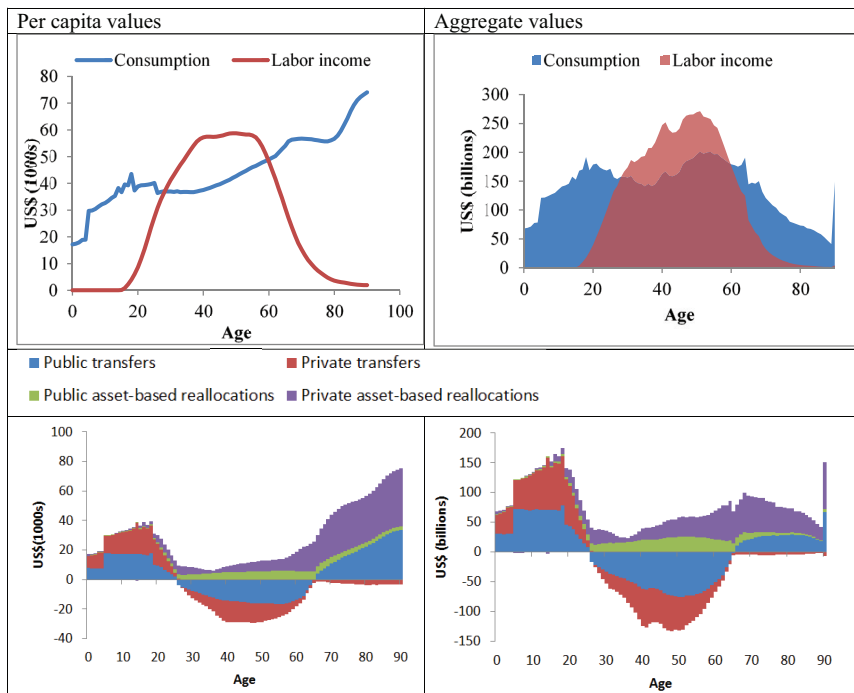 Per capita values
Aggregate values
Consumption Labor income
80
70
60
50
40
30
20
10
0
US$ (1000s)
0 20 40 60 80 100
Age
Consumption Labor income
300
250
200
150
100
50
0
US$ (billions)
0 20 40 60 80
Age
Public transfers Private transfers
Public asset-based reallocations Private asset-based reallocations
100
80
60
40
20
0
-20
-40
US$(1000s)
0 10 20 30 40 50 60 70 80 90
Age
200
150
100
50
0
-50
-100
-150
US$ (billions)
0 10 20 30 40 50 60 70 80 90
Age